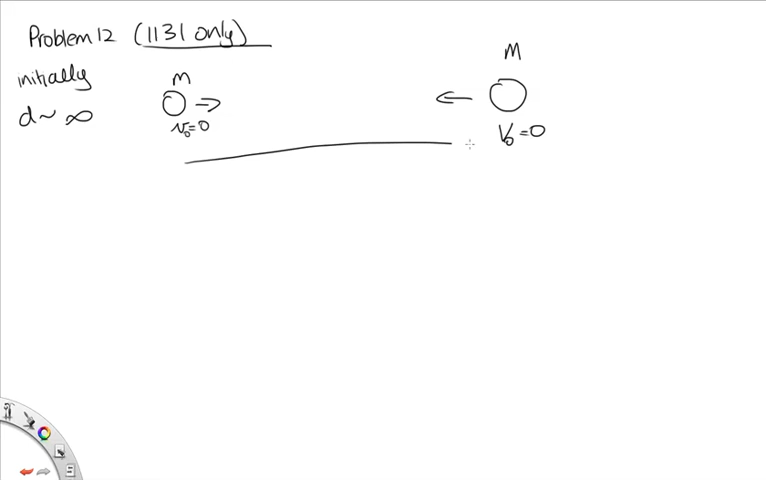 Problem 12 (1131 only)
initially
d ~ ∞
m
v₀=0
M
V₀=0